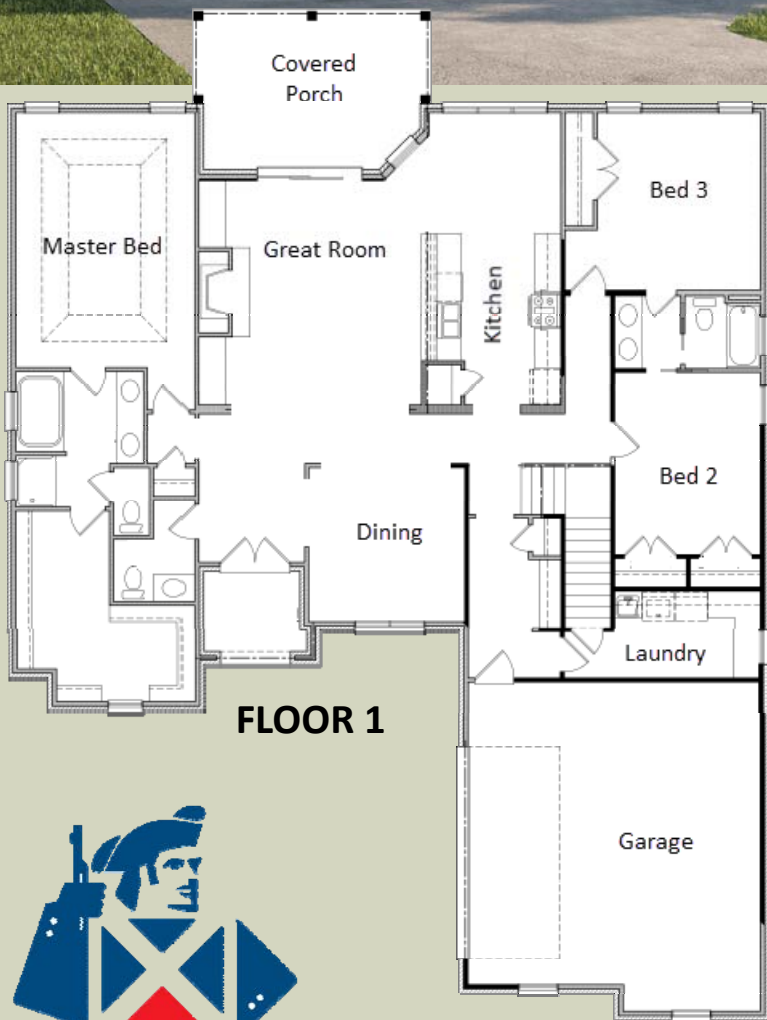 Covered
Porch
Bed 3
Master Bed
Great Room
Kitchen
Bed 2
Dining
Laundry
FLOOR 1
Garage